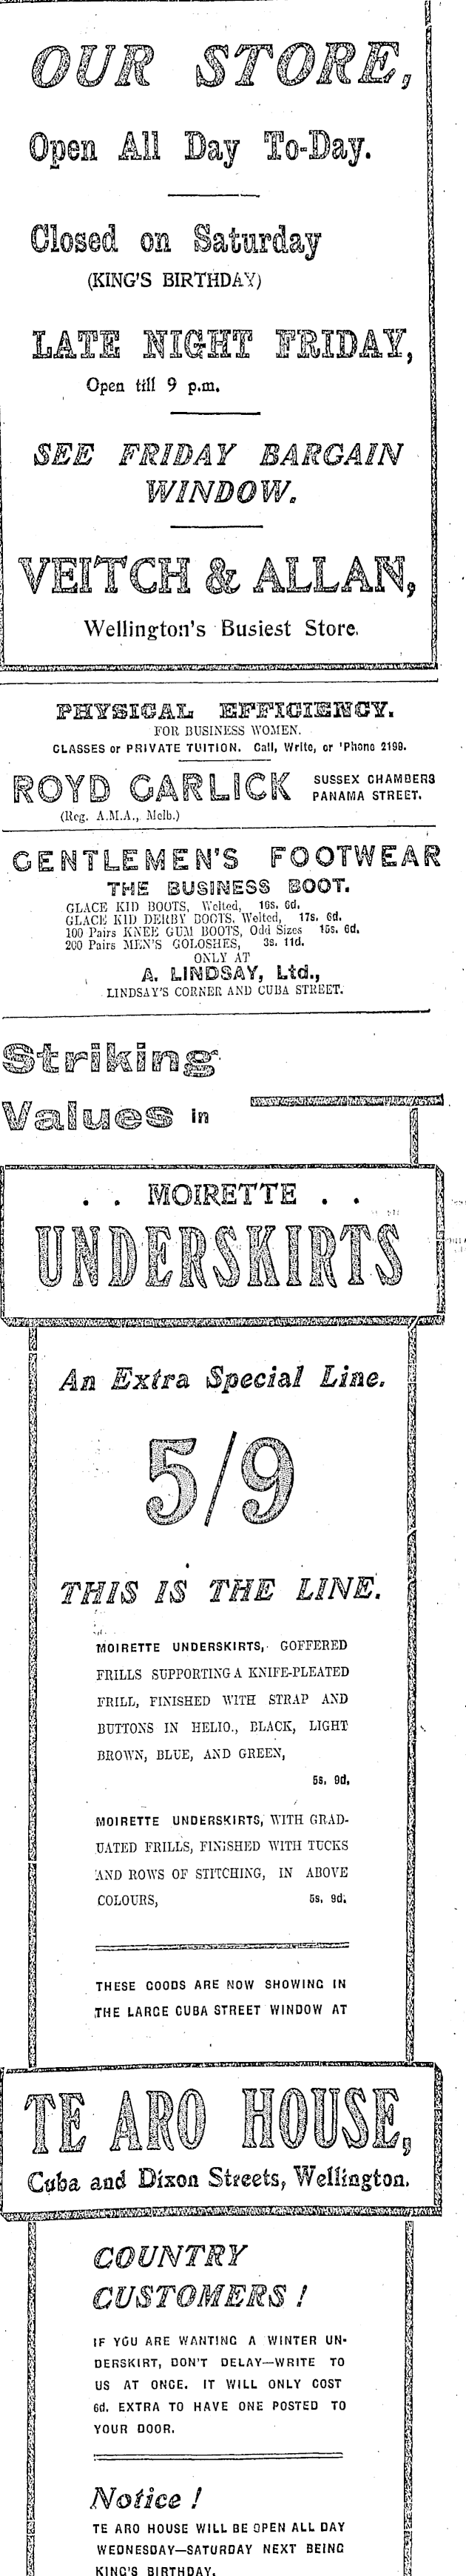 OUR STORE,
Open All Day To-Day.
Closed on Saturday
(KING'S BIRTHDAY)
LATE NIGHT FRIDAY,
Open till 9 p.m.
SEE FRIDAY BARGAIN
WINDOW.
VEITCH & ALLAN,
Wellington's Busiest Store.
PHYSICAL EFFICIENCY.
FOR BUSINESS WOMEN.
CLASSES or PRIVATE TUITION. Call, Write, or 'Phone 2199.
ROYD GARLICK SUSSEX CHAMBERS
PANAMA STREET.
(Reg. A.M.A., Melb.)
GENTLEMEN'S FOOTWEAR
THE BUSINESS BOOT.
GLACE KID BOOTS, Welted, 16s. 6d.
GLACE KID DERBY BOOTS, Welted, 17s. 6d.
100 Pairs KNEE GUM BOOTS, Odd Sizes 15s. 6d.
200 Pairs MEN'S GOLOSHES, 3s. 11d.
ONLY AT
A. LINDSAY, Ltd.,
LINDSAY'S CORNER AND CUBA STREET.
Striking
Values in
. . MOIRETTE . .
UNDERSKIRTS
An Extra Special Line.
5/9
THIS IS THE LINE.
MOIRETTE UNDERSKIRTS, GOFFERED
FRILLS SUPPORTING A KNIFE-PLEATED
FRILL, FINISHED WITH STRAP AND
BUTTONS IN HELIO., BLACK, LIGHT
BROWN, BLUE, AND GREEN,
5s. 9d.
MOIRETTE UNDERSKIRTS, WITH GRAD-
UATED FRILLS, FINISHED WITH TUCKS
AND ROWS OF STITCHING, IN ABOVE
COLOURS, 5s. 9d.
THESE GOODS ARE NOW SHOWING IN
THE LARGE CUBA STREET WINDOW AT
TE ARO HOUSE,
Cuba and Dixon Streets, Wellington.
COUNTRY
CUSTOMERS !
IF YOU ARE WANTING A WINTER UN-
DERSKIRT, DON'T DELAY—WRITE TO
US AT ONCE. IT WILL ONLY COST
6d. EXTRA TO HAVE ONE POSTED TO
YOUR DOOR.
Notice !
TE ARO HOUSE WILL BE OPEN ALL DAY
WEDNESDAY—SATURDAY NEXT BEING
KING'S BIRTHDAY.